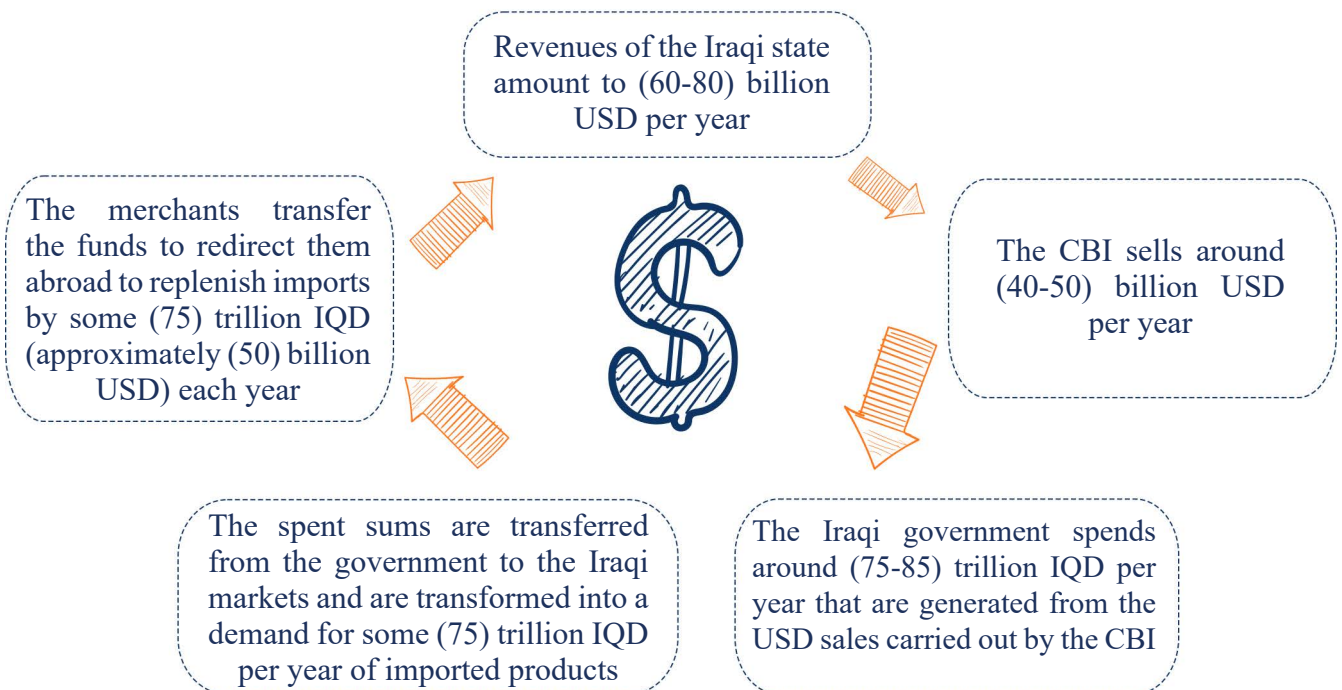 Revenues of the Iraqi state
amount to (60-80) billion
USD per year
The CBI sells around
(40-50) billion USD
per year
The Iraqi government spends
around (75-85) trillion IQD per
year that are generated from the
USD sales carried out by the CBI
The spent sums are transferred
from the government to the Iraqi
markets and are transformed into a
demand for some (75) trillion IQD
per year of imported products
The merchants transfer
the funds to redirect them
abroad to replenish imports
by some (75) trillion IQD
(approximately (50) billion
USD) each year
$